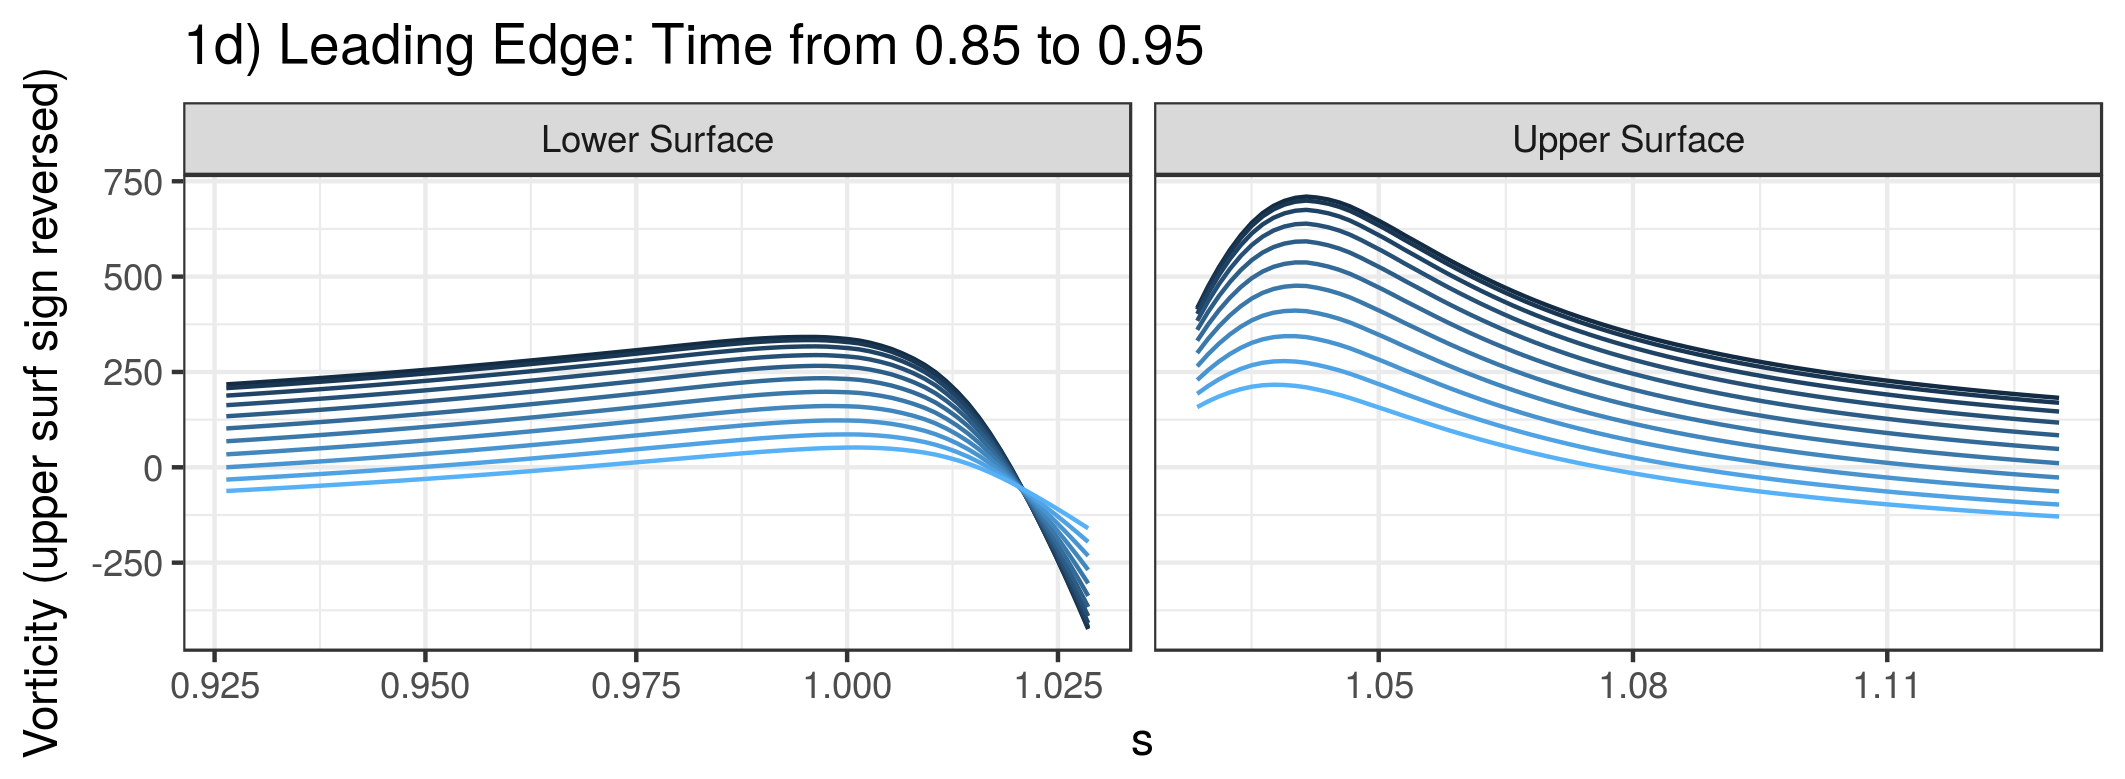 1d) Leading Edge: Time from 0.85 to 0.95
Lower Surface
Upper Surface
Vorticity (upper surf sign reversed)
750
500
250
0
-250
0.925
0.950
0.975
1.000
1.025
1.05
1.08
1.11
s